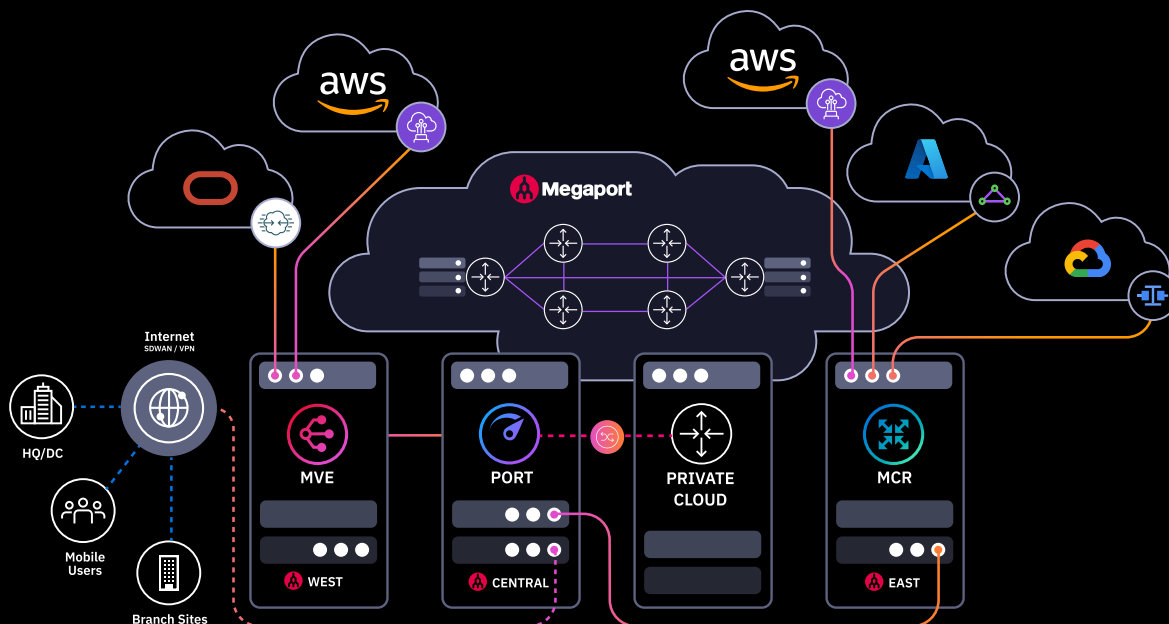 aws
aws
Megaport
Internet
SDWAN / VPN
HQ/DC
Mobile
Users
Branch Sites
MVE
WEST
PORT
CENTRAL
PRIVATE
CLOUD
MCR
EAST